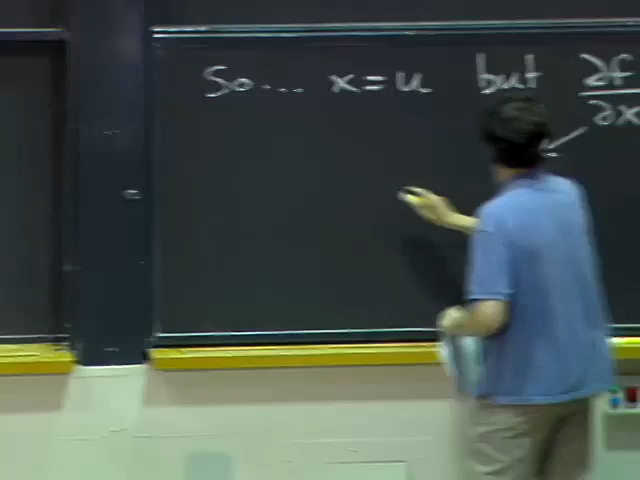 So... x = u but ∂f/∂x